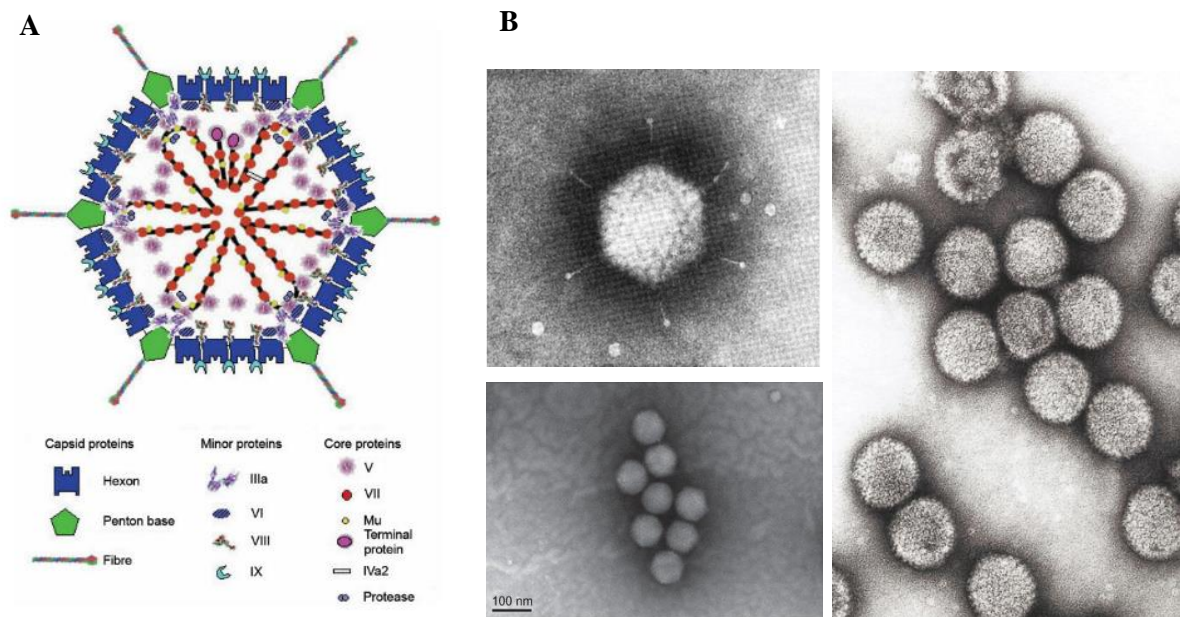 A
B
Capsid proteins
Hexon
Penton base
Fibre
Minor proteins
IIIa
VI
VIII
IX
Core proteins
V
VII
Mu
Terminal
protein
IVa2
Protease
100 nm